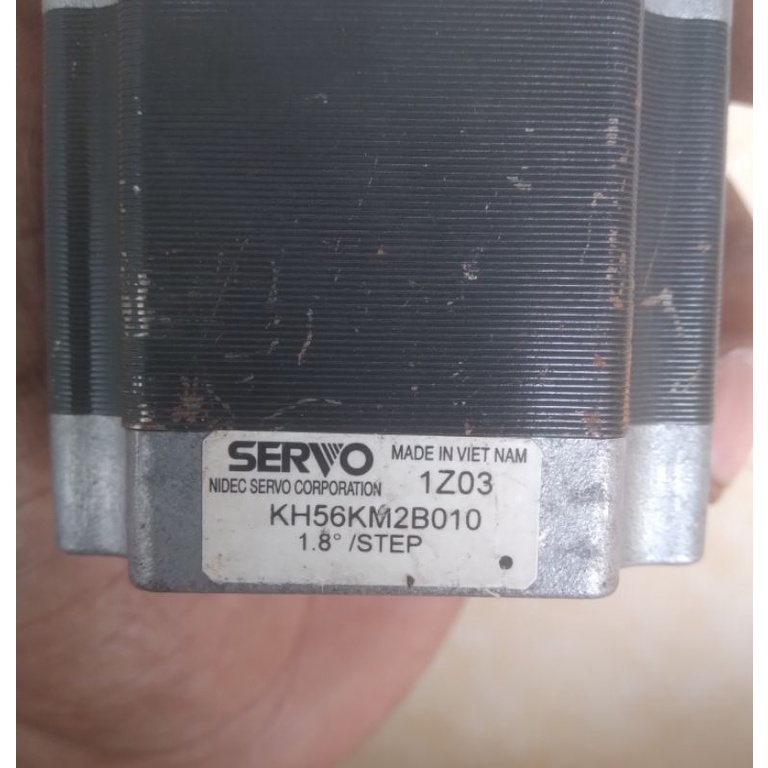 SERVO MADE IN VIET NAM
NIDEC SERVO CORPORATION 1Z03
KH56KM2B010
1.8° /STEP